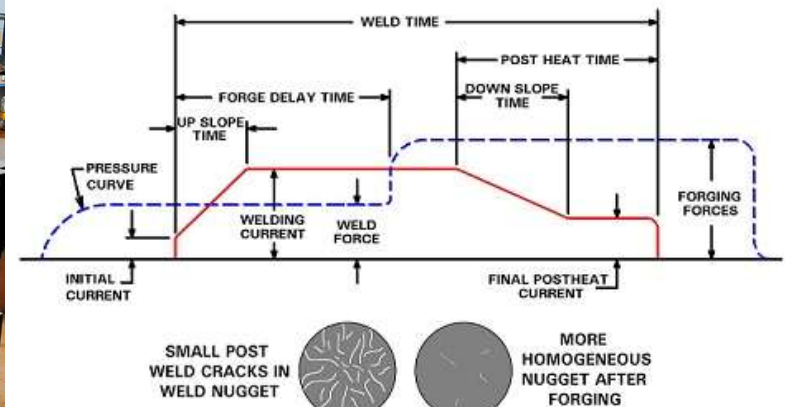 WELD TIME
POST HEAT TIME
DOWN SLOPE
TIME
FORGE DELAY TIME
UP SLOPE
TIME
PRESSURE
CURVE
WELDING
CURRENT
WELD
FORCE
FORGING
FORCES
INITIAL
CURRENT
FINAL POSTHEAT
CURRENT
SMALL POST
WELD CRACKS IN
WELD NUGGET
MORE
HOMOGENEOUS
NUGGET AFTER
FORGING